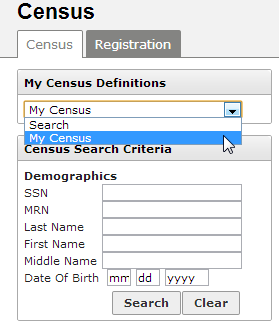 Census
Census Registration
My Census Definitions
My Census
Search
My Census
Census Search Criteria
Demographics
SSN
MRN
Last Name
First Name
Middle Name
Date Of Birth mm dd yyyy
Search Clear